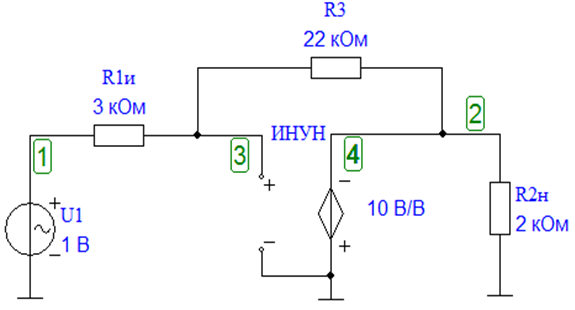 R3
22 кОм
R1и
3 кОм
ИНУН
2
1
3
4
+
+
−
U1
1 В
−
−
+
10 В/В
R2н
2 кОм